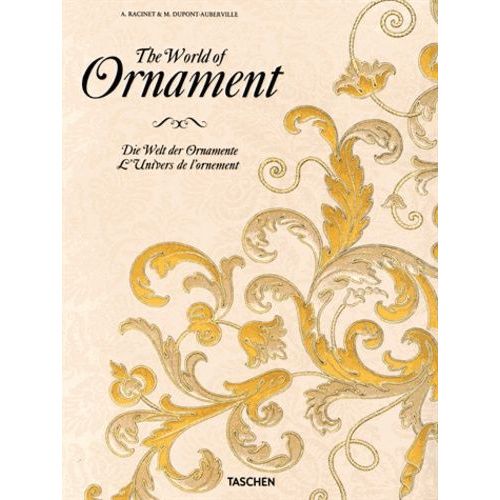 A. RACINET & M. DUPONT-AUBERVILLE
The World of
Ornament
Die Welt der Ornamente
L'Univers de l'ornement
TASCHEN